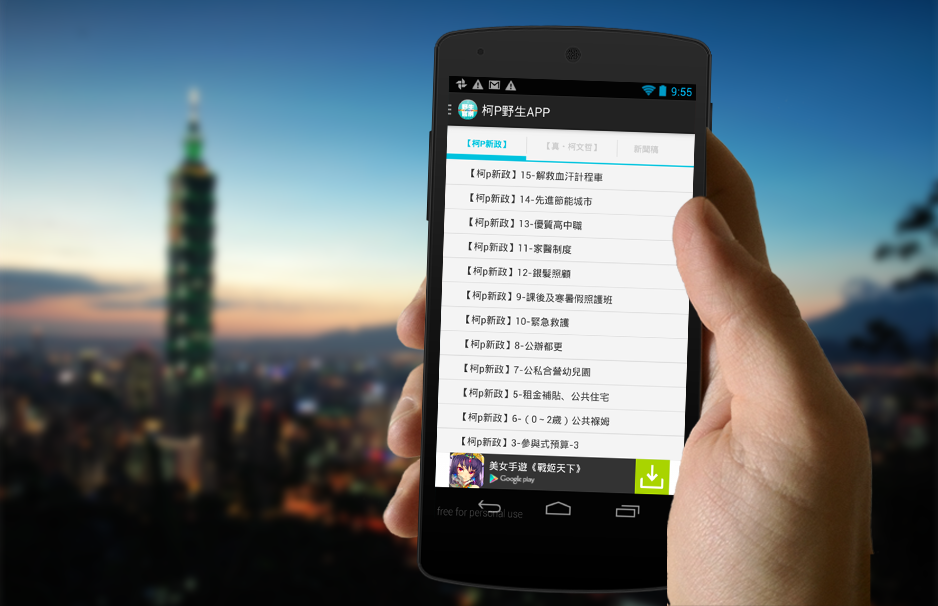 9:55
柯P野生APP
【柯P新政】 【真・柯文哲】 新聞稿
【柯p新政】15-解救血汗計程車
【柯p新政】14-先進節能城市
【柯p新政】13-優質高中職
【柯p新政】11-家醫制度
【柯p新政】12-銀髮照顧
【柯p新政】9-課後及寒暑假照護班
【柯p新政】10-緊急救護
【柯p新政】8-公辦都更
【柯p新政】7-公私合營幼兒園
【柯p新政】5-租金補貼、公共住宅
【柯p新政】6-（0～2歲）公共褓姆
【柯p新政】3-參與式預算-3
美女手遊《戰姬天下》
Google play
free for personal use